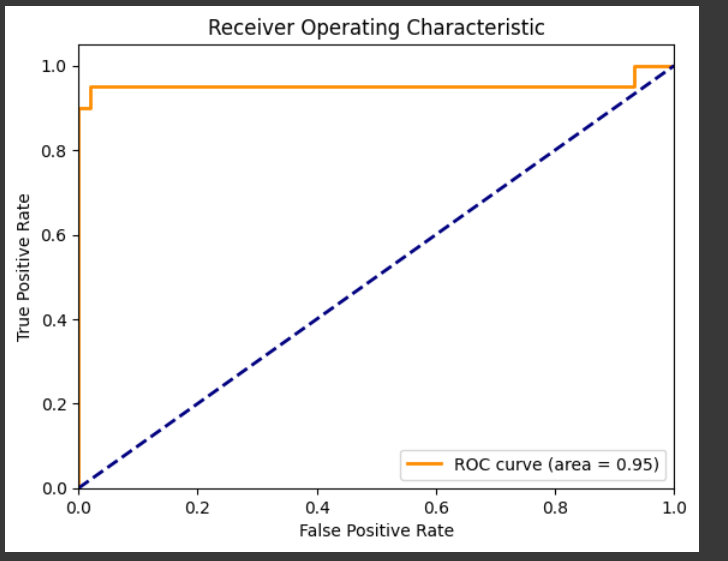 Receiver Operating Characteristic
1.0
0.8
0.6
0.4
0.2
0.0
True Positive Rate
ROC curve (area = 0.95)
0.0 0.2 0.4 0.6 0.8 1.0
False Positive Rate